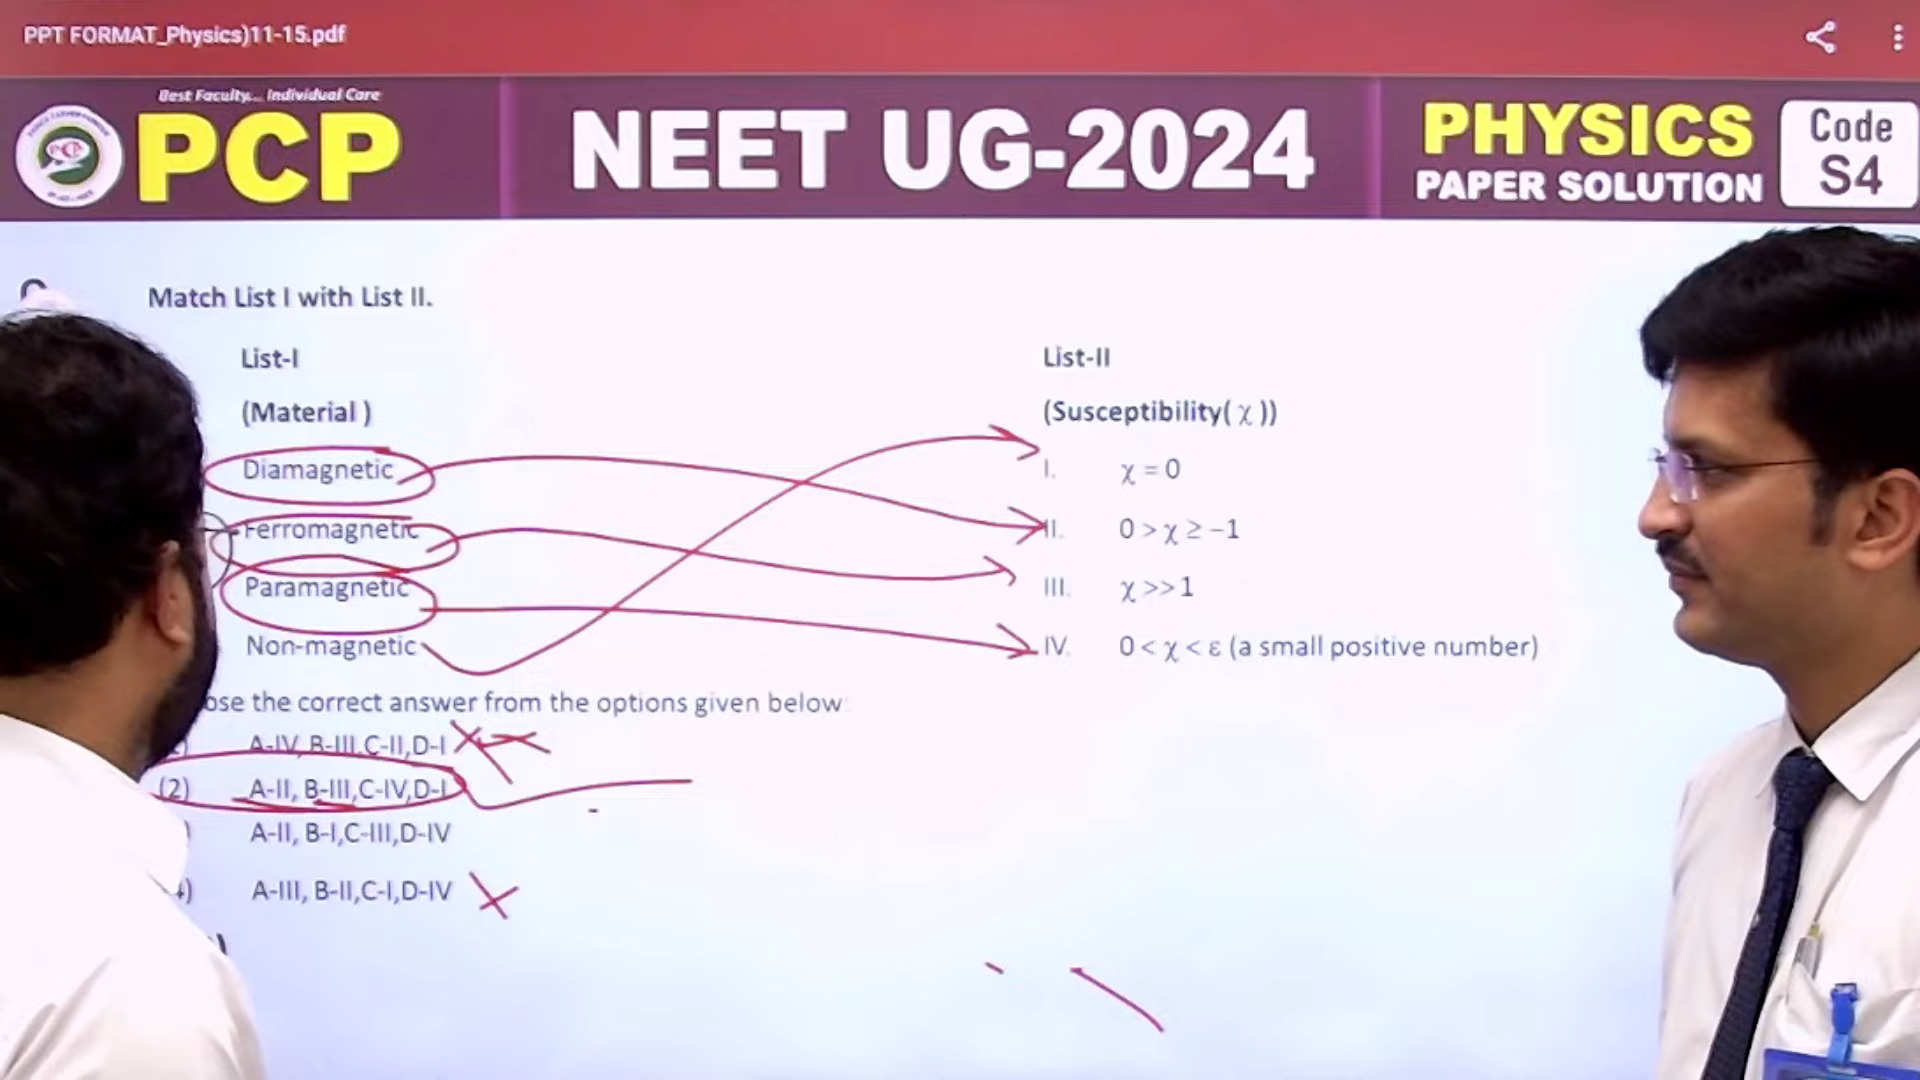 PPT FORMAT_Physics)11-15.pdf
Best Faculty... Individual Care
PCP
NEET UG-2024
PHYSICS
PAPER SOLUTION
Code
S4
Match List I with List II.
List-I
List-II
(Material )
(Susceptibility( χ ))
Diamagnetic
I. χ = 0
Ferromagnetic
II. 0 > χ ≥ −1
Paramagnetic
III. χ >> 1
Non-magnetic
IV. 0 < χ < ε (a small positive number)
the correct answer from the options given below:
A-IV, B-III,C-II,D-I
(2) A-II, B-III,C-IV,D-I
A-II, B-I,C-III,D-IV
A-III, B-II,C-I,D-IV